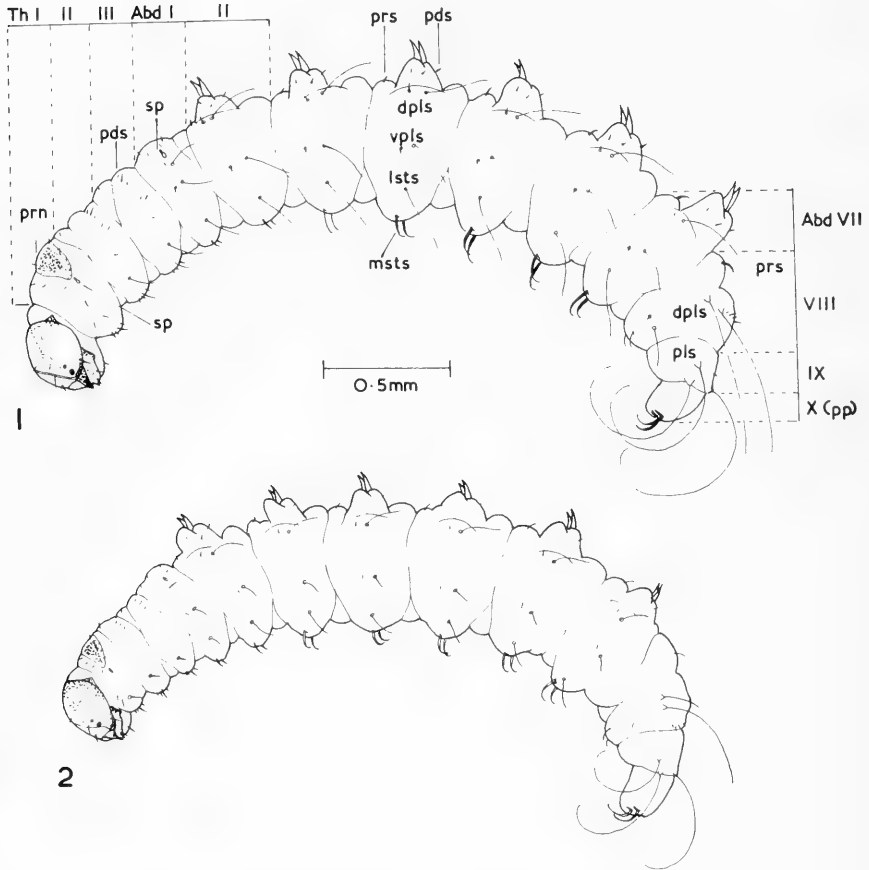 Th I II III Abd I II
prs pds
sp
dpls
pds
vpls
lsts
prn
Abd VII
msts
prs
sp
dpls
VIII
pls
0·5mm
IX
X (pp)
1
2